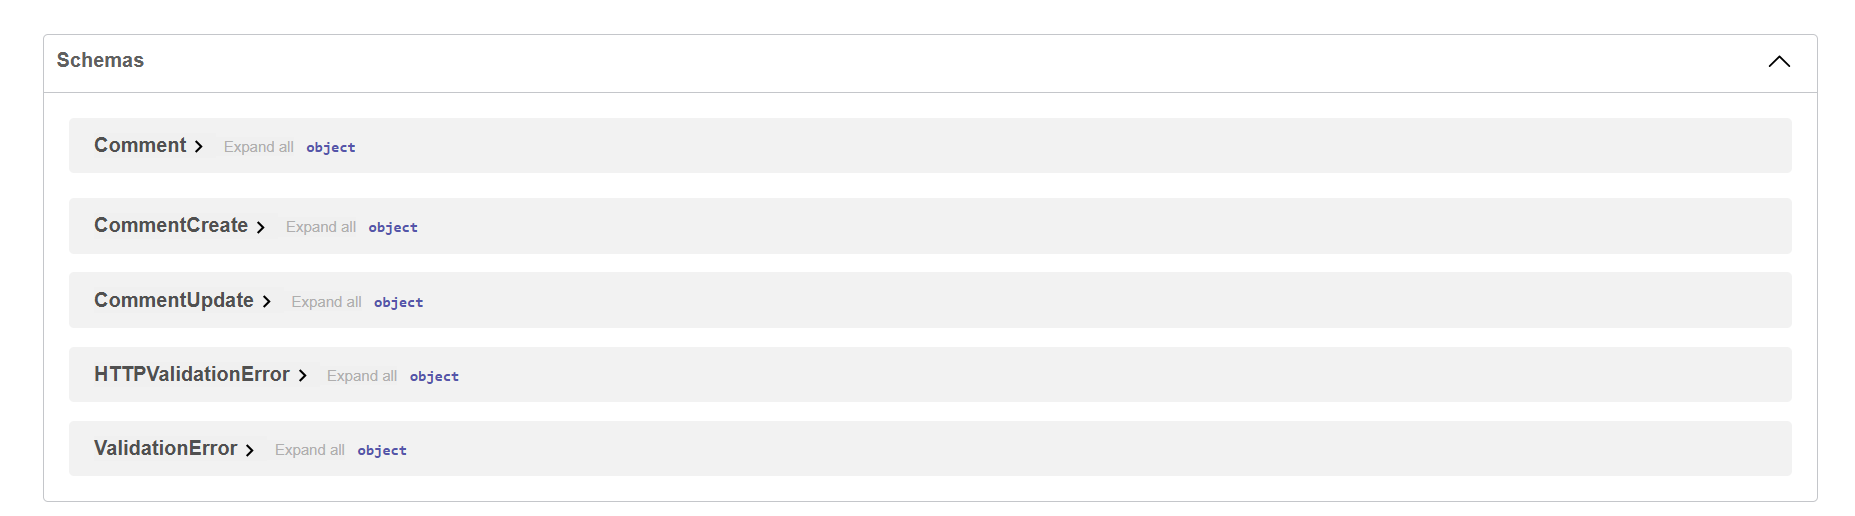 Schemas
Comment Expand all object
CommentCreate Expand all object
CommentUpdate Expand all object
HTTPValidationError Expand all object
ValidationError Expand all object